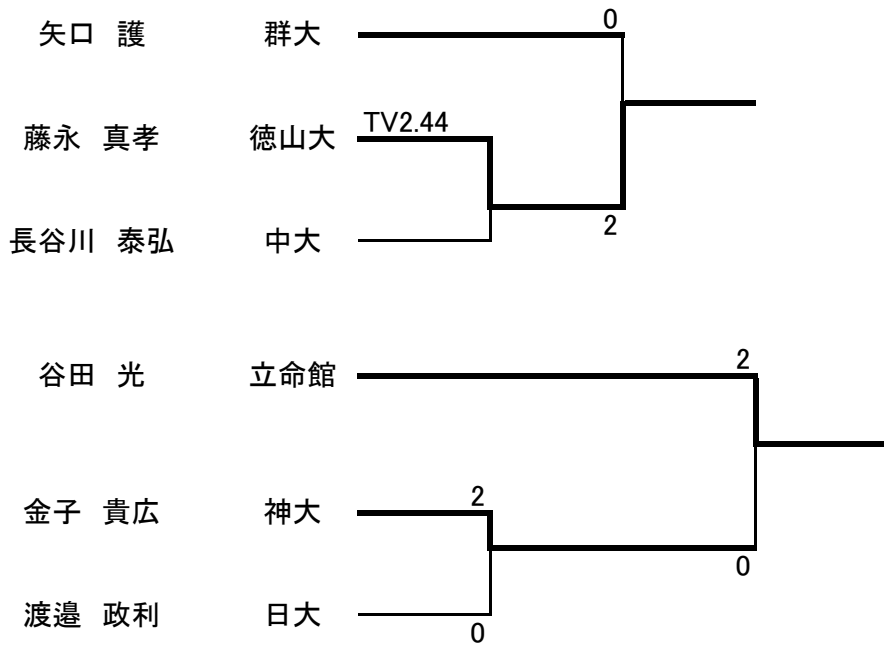 矢口 護 群大 0
藤永 真孝 徳山大 TV2.44
2
長谷川 泰弘 中大
谷田 光 立命館 2
金子 貴広 神大 2
0
渡邉 政利 日大 0